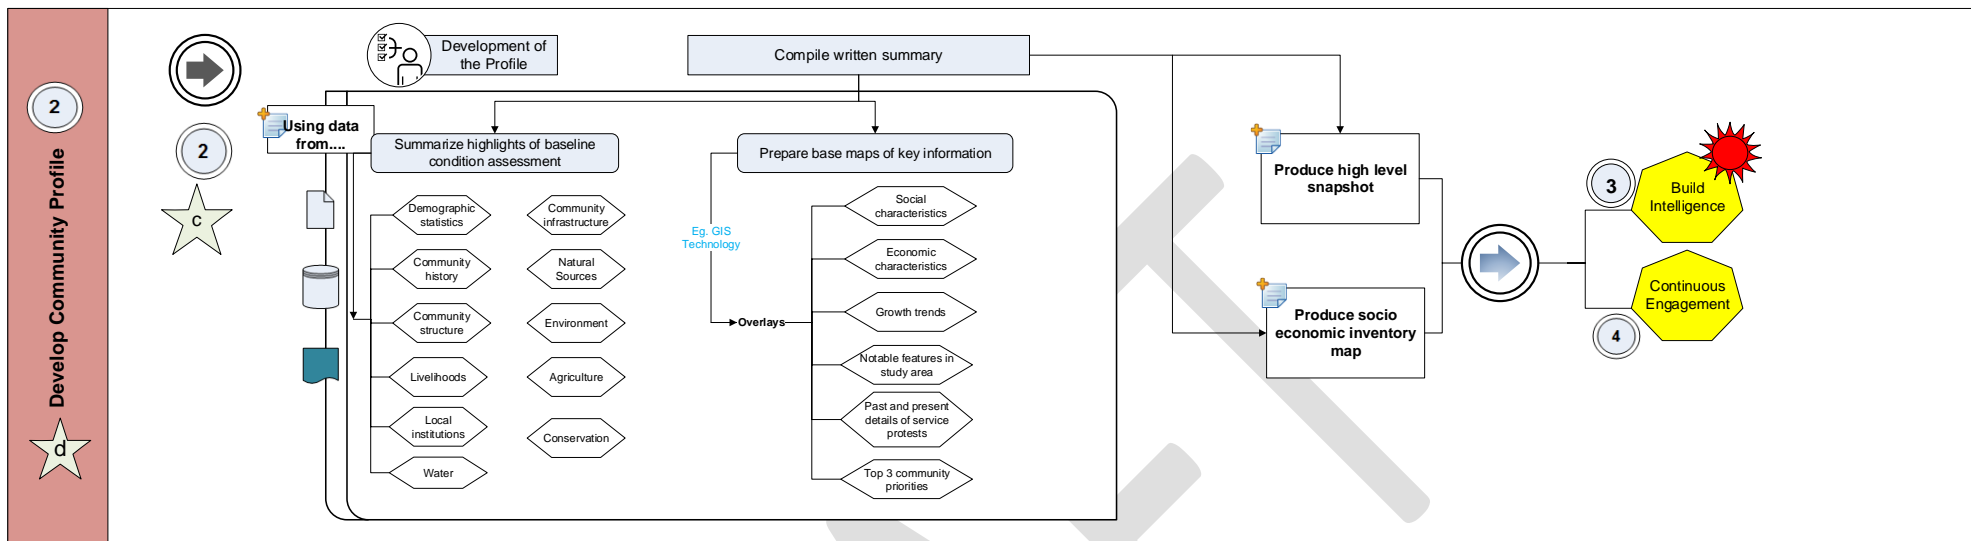 2
Develop Community Profile
d
2
c
Development of
the Profile
Compile written summary
Using data
from....
Summarize highlights of baseline
condition assessment
Prepare base maps of key information
Demographic
statistics
Community
history
Community
structure
Livelihoods
Local
institutions
Water
Community
infrastructure
Natural
Sources
Environment
Agriculture
Conservation
Eg. GIS
Technology
Overlays
Social
characteristics
Economic
characteristics
Growth trends
Notable features in
study area
Past and present
details of service
protests
Top 3 community
priorities
Produce high level
snapshot
Produce socio
economic inventory
map
3
Build
Intelligence
Continuous
Engagement
4